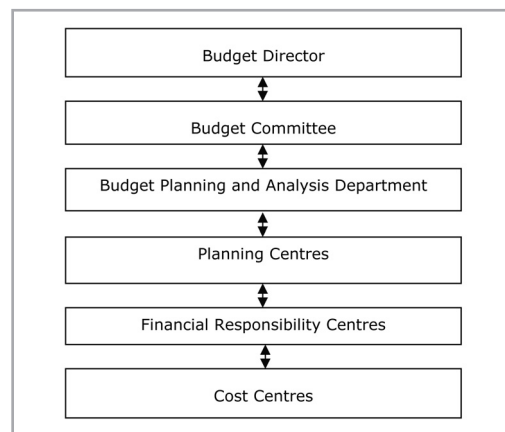 Budget Director
Budget Committee
Budget Planning and Analysis Department
Planning Centres
Financial Responsibility Centres
Cost Centres